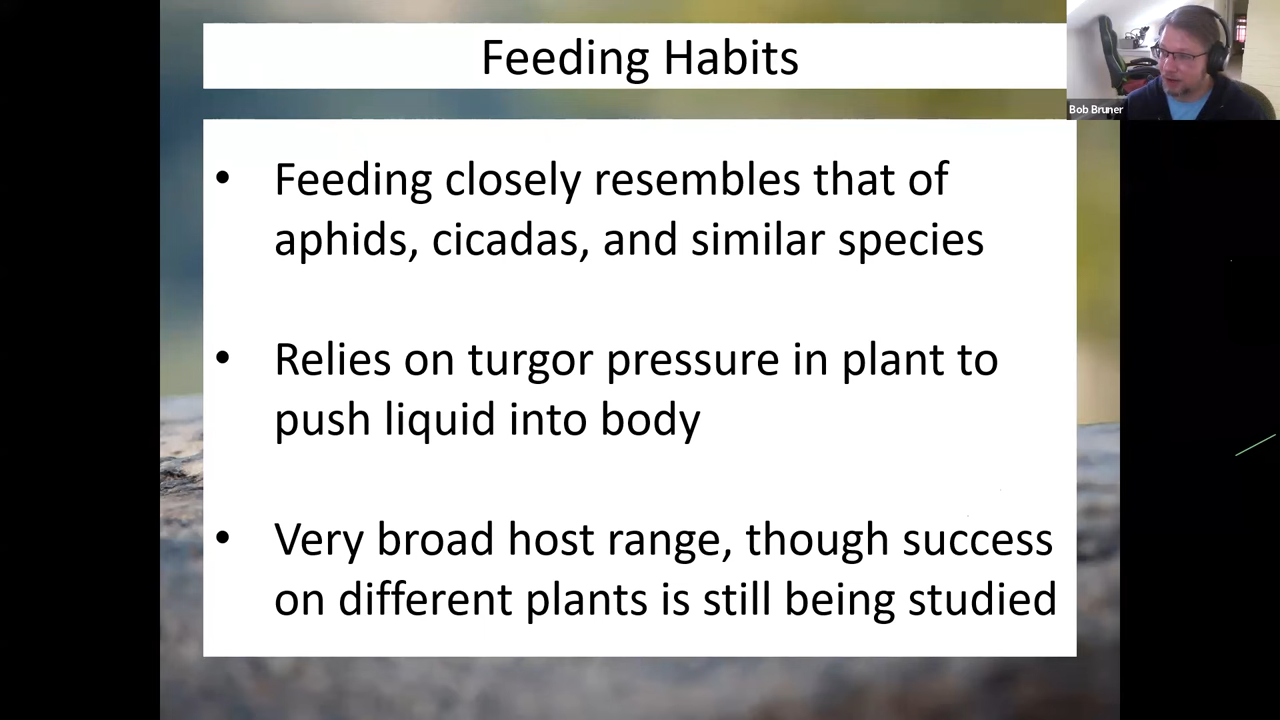 Feeding Habits
Bob Bruner
• Feeding closely resembles that of
aphids, cicadas, and similar species
• Relies on turgor pressure in plant to
push liquid into body
• Very broad host range, though success
on different plants is still being studied